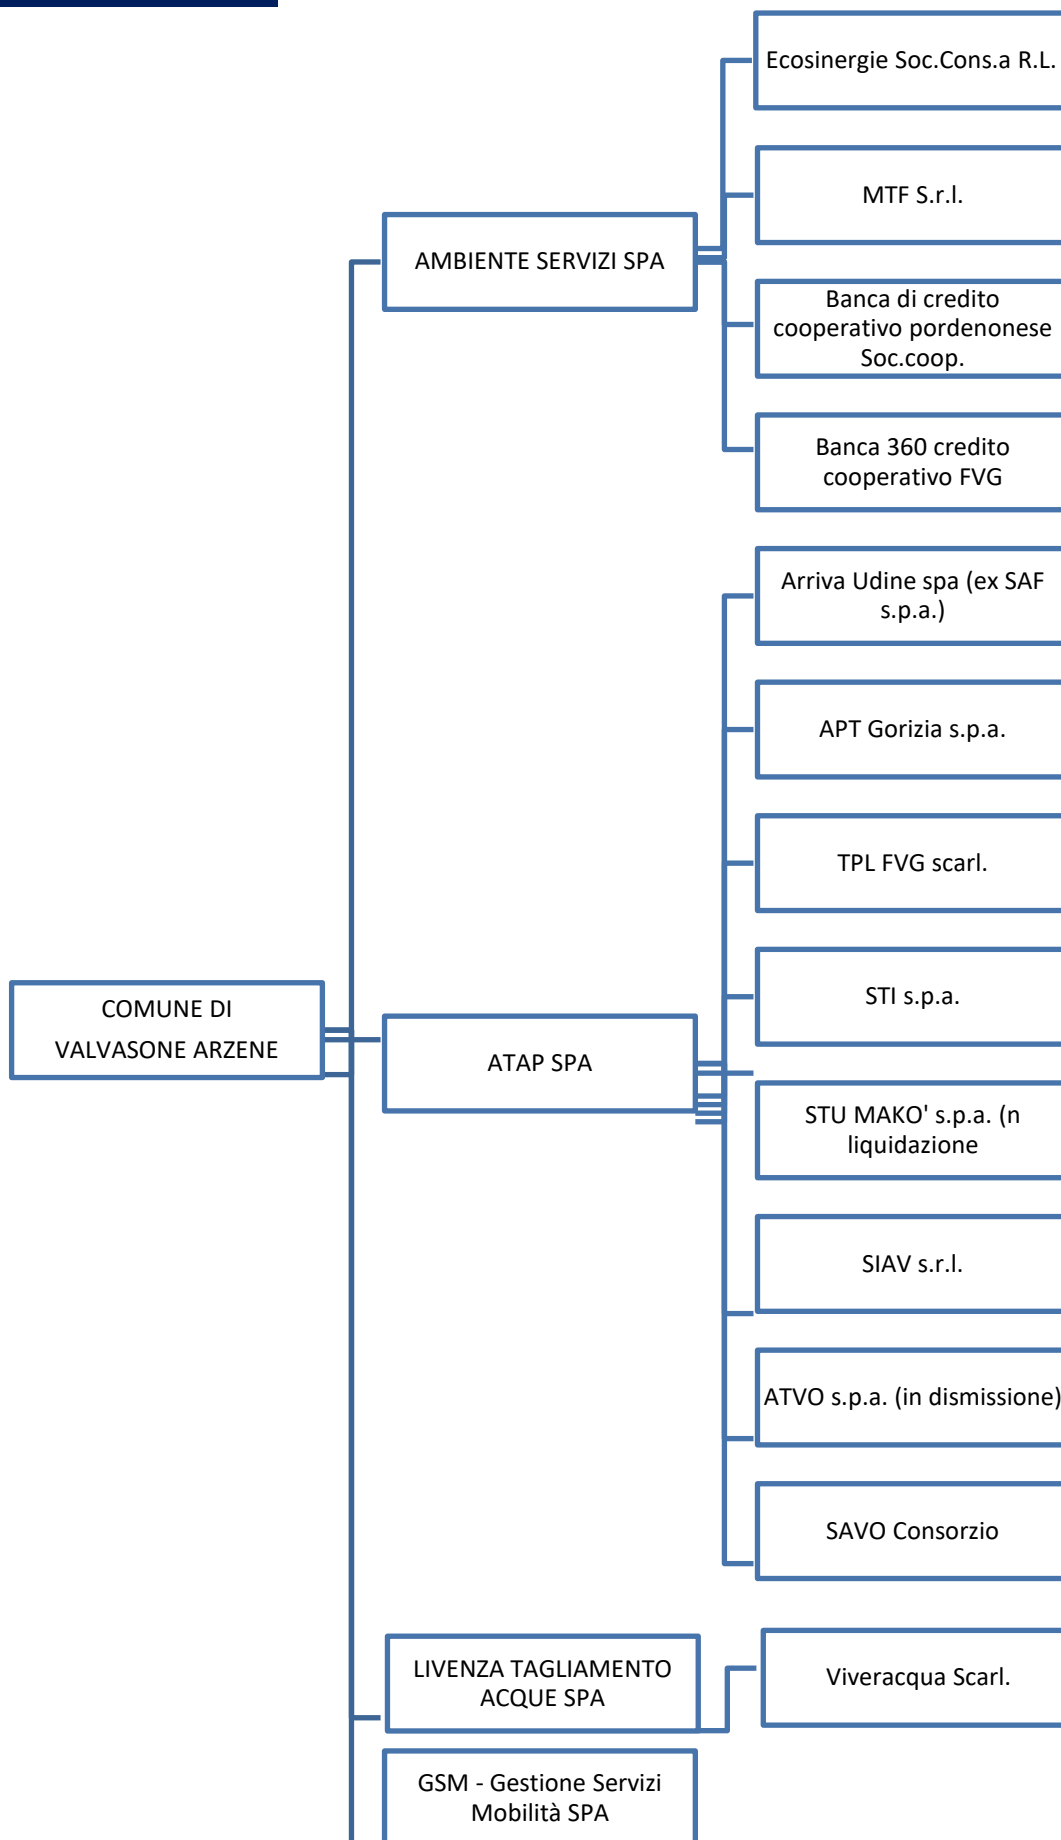 Ecosinergie Soc.Cons.a R.L.
MTF S.r.l.
AMBIENTE SERVIZI SPA
Banca di credito
cooperativo pordenonese
Soc.coop.
Banca 360 credito
cooperativo FVG
Arriva Udine spa (ex SAF
s.p.a.)
APT Gorizia s.p.a.
TPL FVG scarl.
STI s.p.a.
COMUNE DI
VALVASONE ARZENE
ATAP SPA
STU MAKO' s.p.a. (n
liquidazione
SIAV s.r.l.
ATVO s.p.a. (in dismissione)
SAVO Consorzio
LIVENZA TAGLIAMENTO
ACQUE SPA
Viveracqua Scarl.
GSM - Gestione Servizi
Mobilità SPA